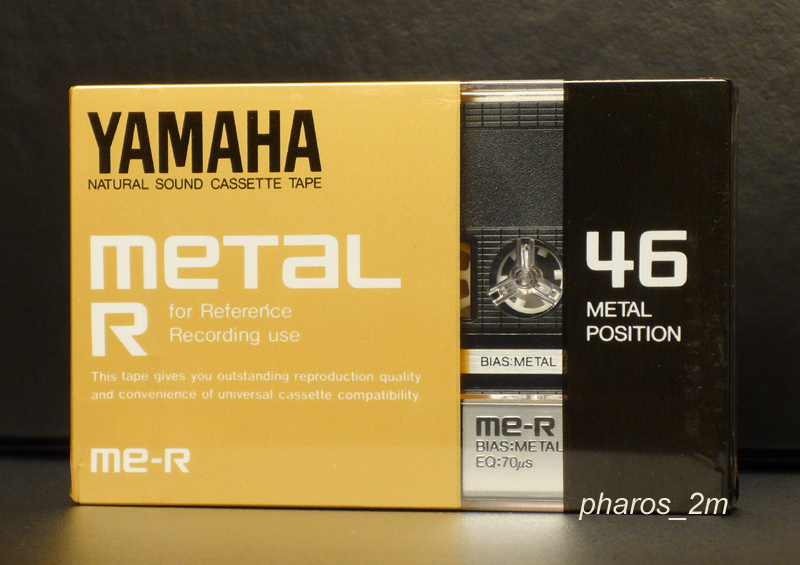 YAMAHA
NATURAL SOUND CASSETTE TAPE
metal
R
for Reference
Recording use
This tape gives you outstanding reproduction quality
and convenience of universal cassette compatibility.
me-R
BIAS:METAL
me-R
BIAS:METAL
EQ:70μs
46
METAL
POSITION
pharos_2m